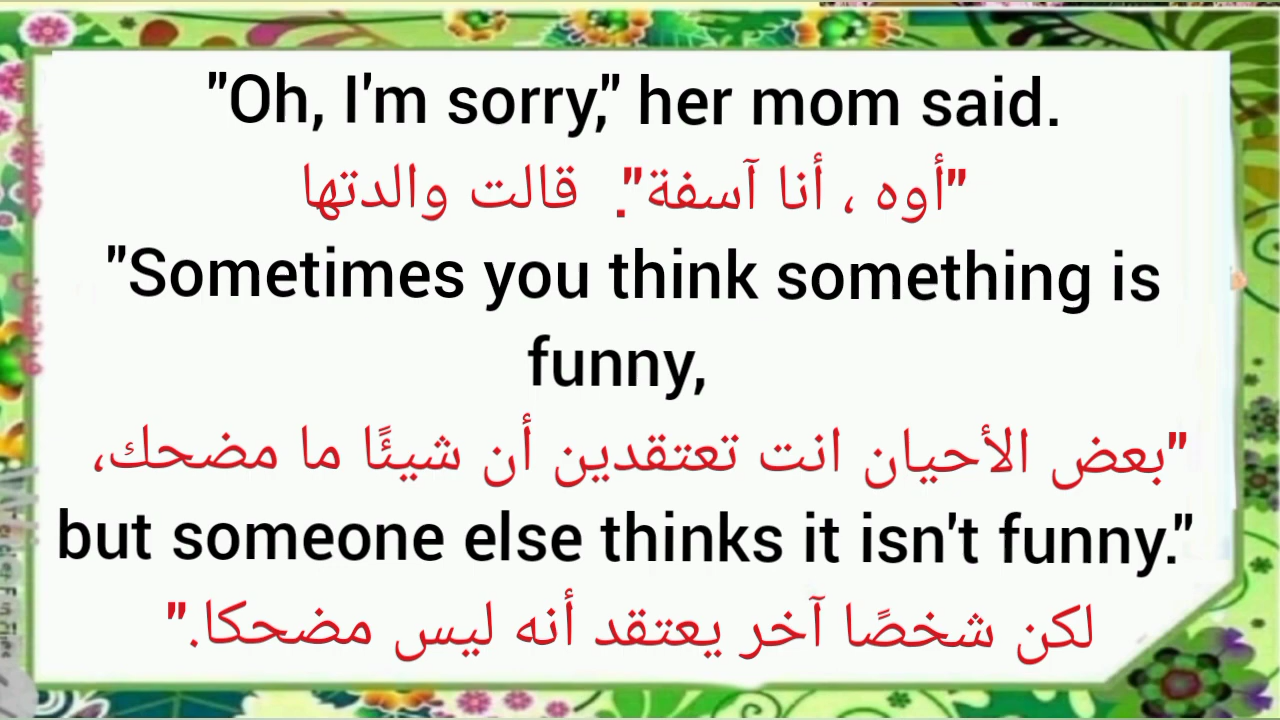 "Oh, I'm sorry," her mom said.
"أوه ، أنا آسفة". قالت والدتها
"Sometimes you think something is
funny,
"بعض الأحيان انت تعتقدين أن شيئًا ما مضحك،
but someone else thinks it isn't funny."
لكن شخصًا آخر يعتقد أنه ليس مضحكا."